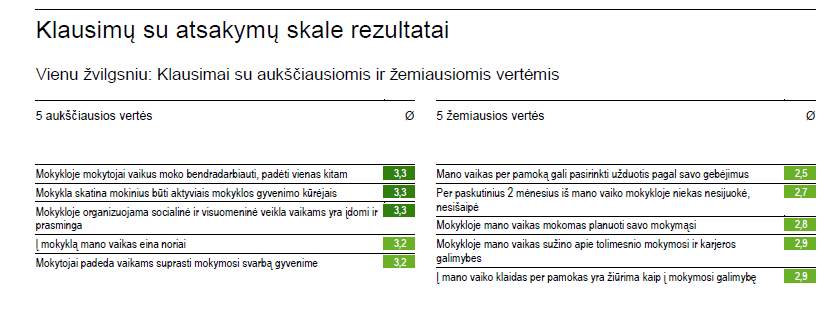 Klausimų su atsakymų skale rezultatai
Vienu žvilgsniu: Klausimai su aukščiausiomis ir žemiausiomis vertėmis
5 aukščiausios vertės Ø
Mokykloje mokytojai vaikus moko bendradarbiauti, padėti vienas kitam 3,3
Mokykla skatina mokinius būti aktyviais mokyklos gyvenimo kūrėjais 3,3
Mokykloje organizuojama socialinė ir visuomeninė veikla vaikams yra įdomi ir 3,3
prasminga
Į mokyklą mano vaikas eina noriai 3,2
Mokytojai padeda vaikams suprasti mokymosi svarbą gyvenime 3,2
5 žemiausios vertės Ø
Mano vaikas per pamoką gali pasirinkti užduotis pagal savo gebėjimus 2,5
Per paskutinius 2 mėnesius iš mano vaiko mokykloje niekas nesijuokė, 2,7
nesišaipė
Mokykloje mano vaikas mokomas planuoti savo mokymąsi 2,8
Mokykloje mano vaikas sužino apie tolimesnio mokymosi ir karjeros 2,9
galimybes
Į mano vaiko klaidas per pamokas yra žiūrima kaip į mokymosi galimybę 2,9